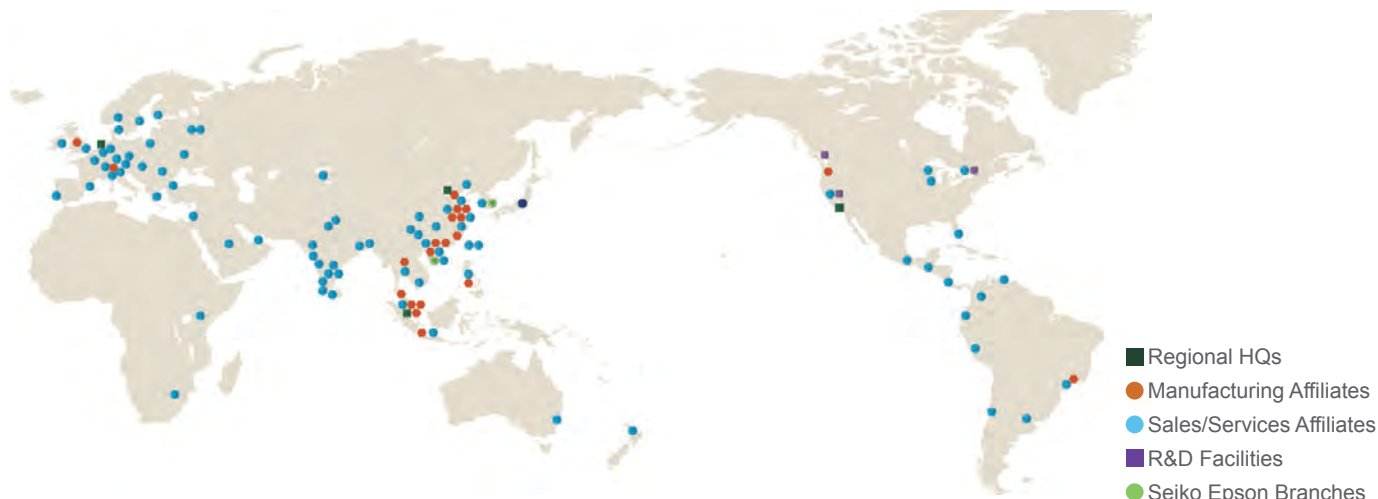 Regional HQs
Manufacturing Affiliates
Sales/Services Affiliates
R&D Facilities
Seiko Epson Branches